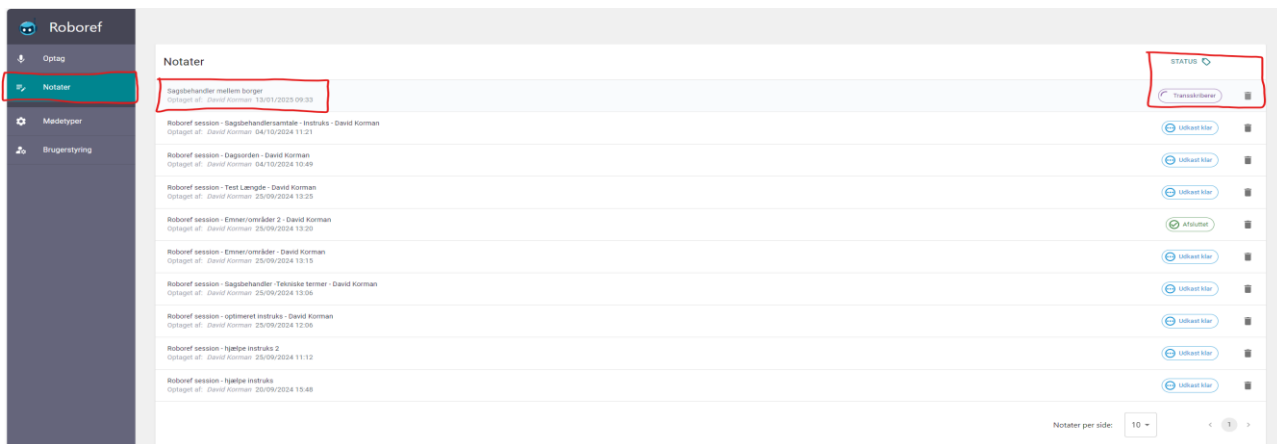 Roboref
Optag
Notater
Mødetyper
Brugerstyring
Notater
STATUS
Sagsbehandler mellem borger
Optaget af: David Korman 13/01/2025 09:33
Transskriberer
Roboref session - Sagsbehandlersamtale - Instruks - David Korman
Optaget af: David Korman 04/10/2024 11:21
Udkast klar
Roboref session - Dagsorden - David Korman
Optaget af: David Korman 04/10/2024 10:49
Udkast klar
Roboref session - Test Længde - David Korman
Optaget af: David Korman 25/09/2024 13:25
Udkast klar
Roboref session - Emner/områder 2 - David Korman
Optaget af: David Korman 25/09/2024 13:20
Afsluttet
Roboref session - Emner/områder - David Korman
Optaget af: David Korman 25/09/2024 13:15
Udkast klar
Roboref session - Sagsbehandler -Tekniske termer - David Korman
Optaget af: David Korman 25/09/2024 13:06
Udkast klar
Roboref session - optimeret instruks - David Korman
Optaget af: David Korman 25/09/2024 12:06
Udkast klar
Roboref session - hjælpe instruks 2
Optaget af: David Korman 25/09/2024 11:12
Udkast klar
Roboref session - hjælpe instruks
Optaget af: David Korman 20/09/2024 15:48
Udkast klar
Notater per side: 10 1